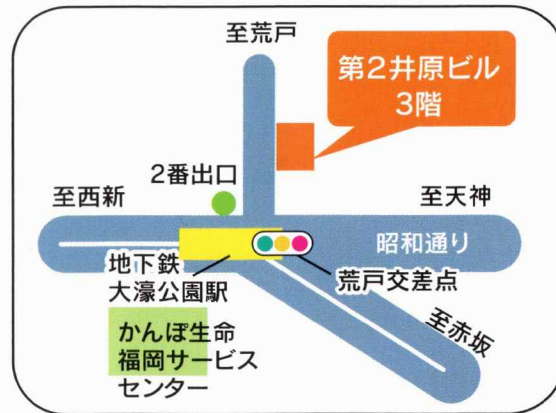 至荒戸
第2井原ビル
3階
2番出口
至西新
至天神
昭和通り
地下鉄
大濠公園駅
荒戸交差点
至赤坂
かんぽ生命
福岡サービス
センター